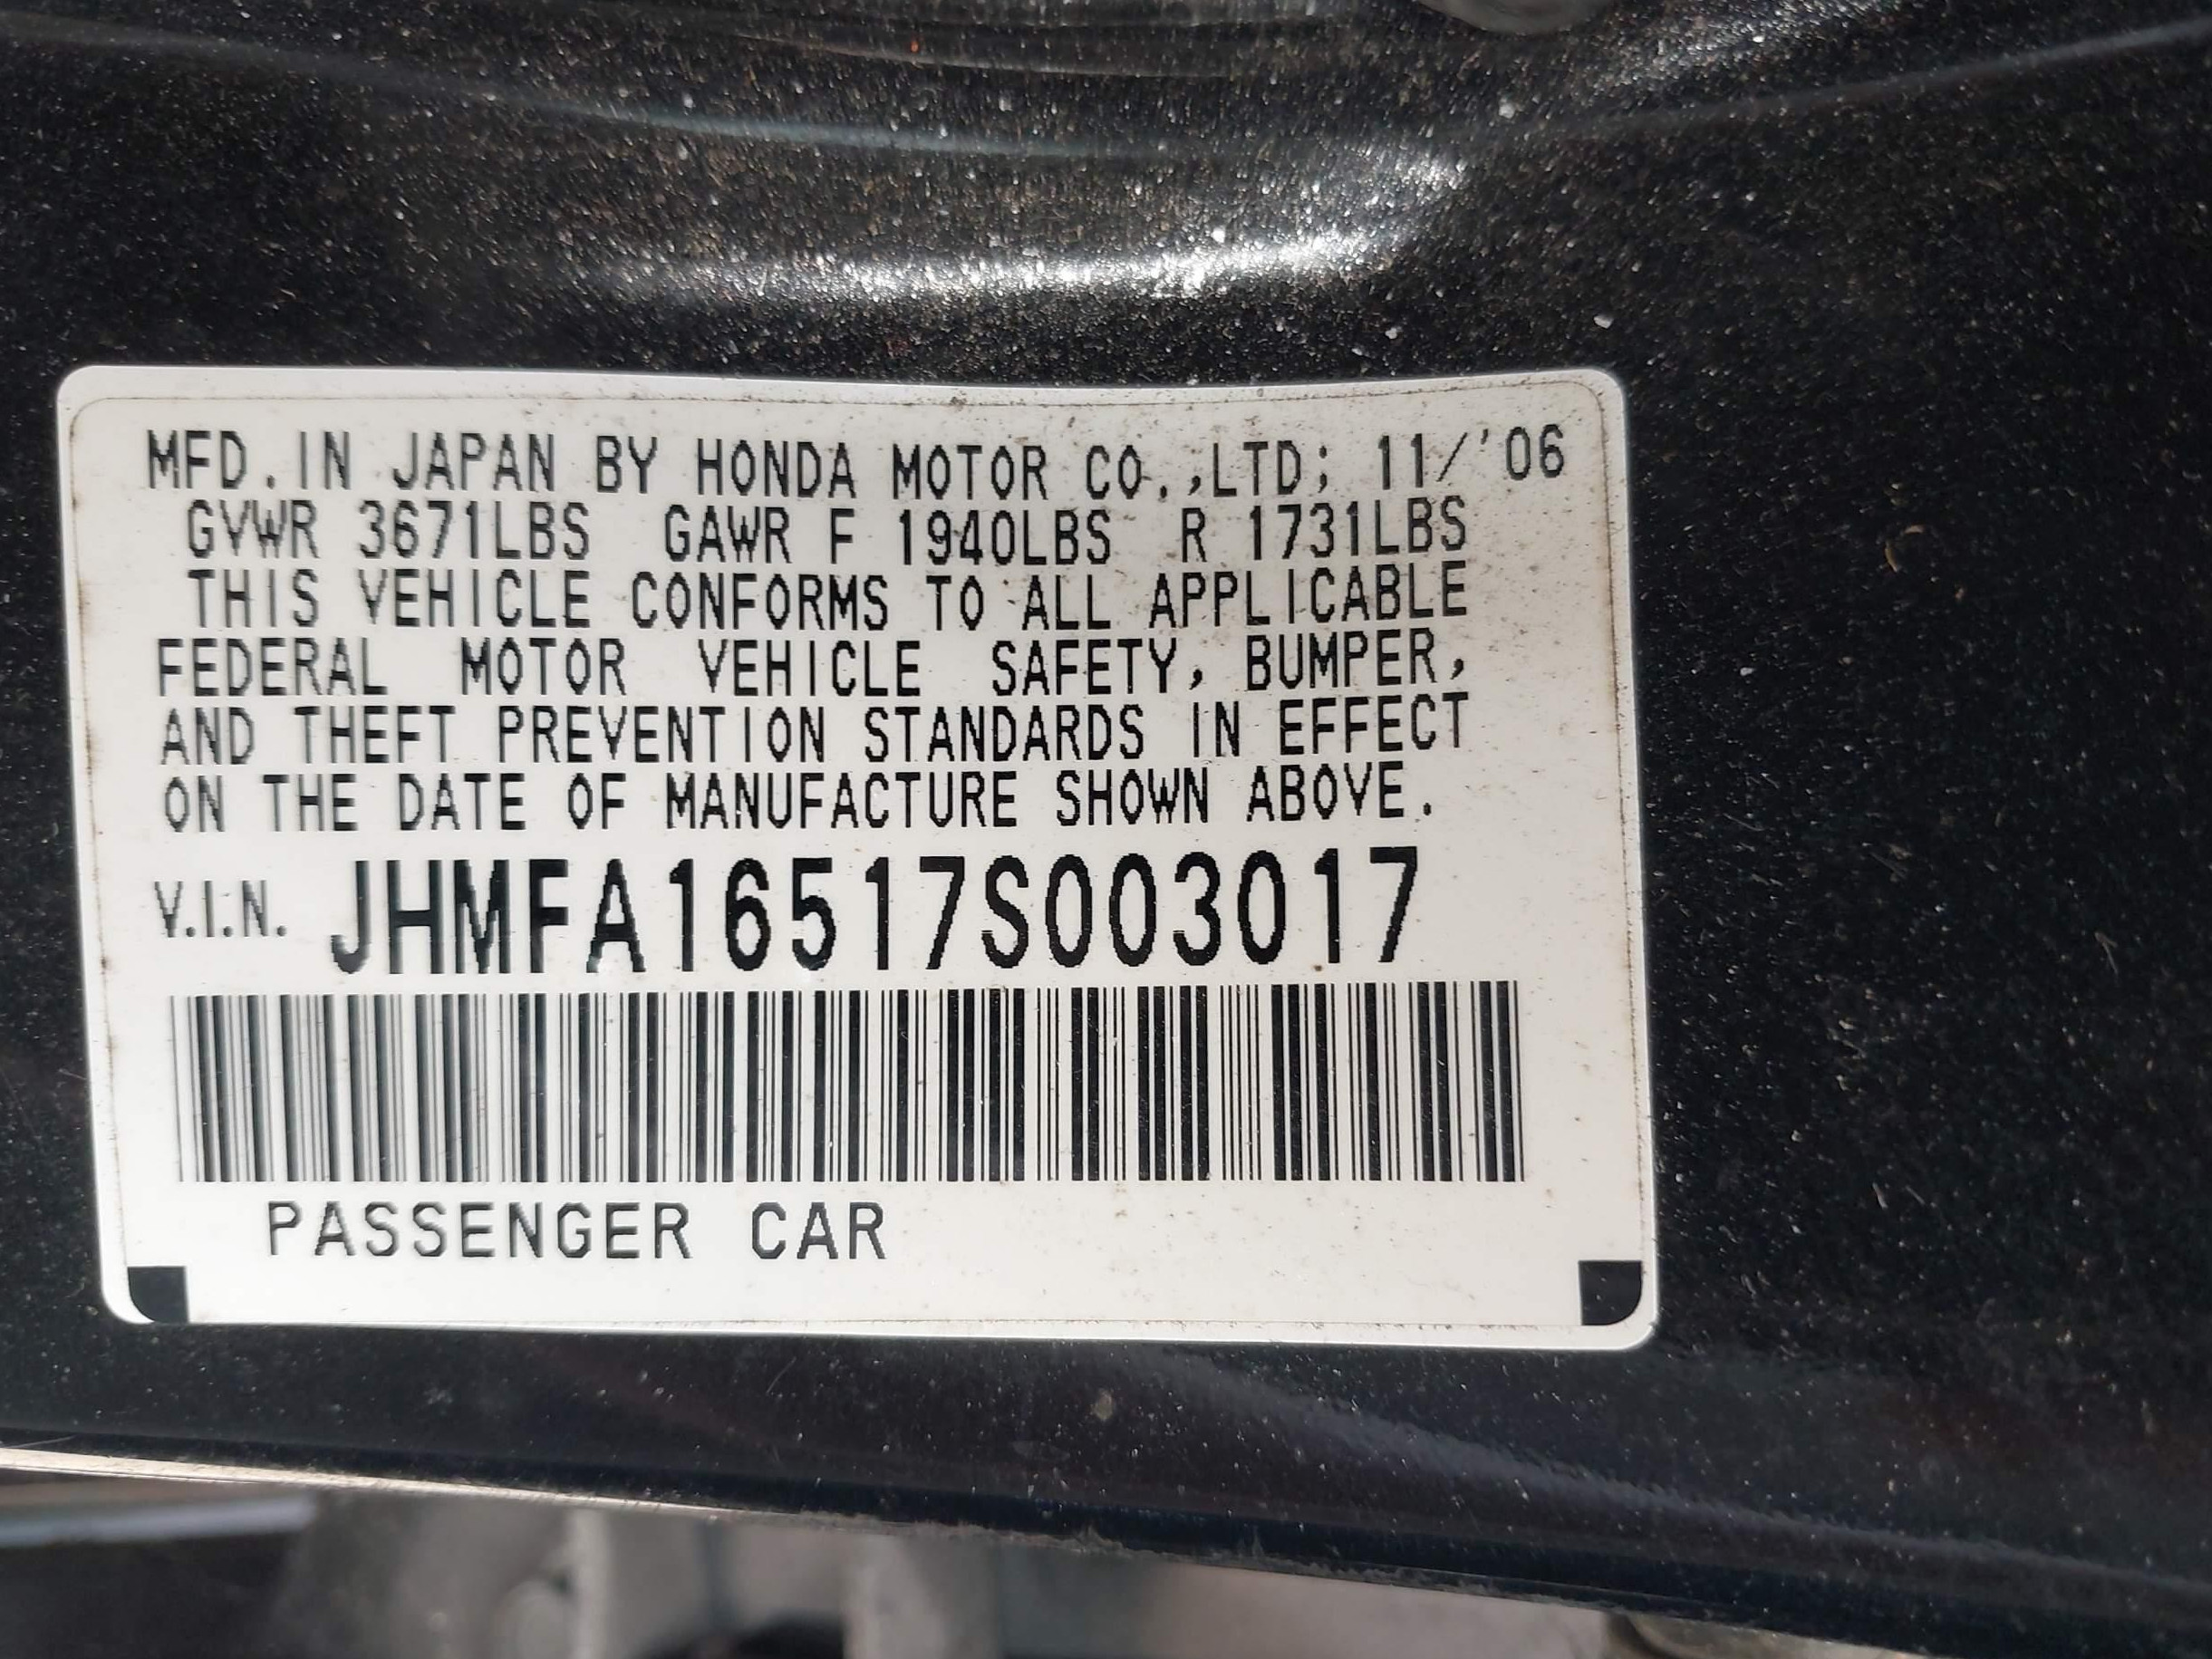 MFD. IN JAPAN BY HONDA MOTOR CO.,LTD; 11/'06
GVWR 3671LBS GAWR F 1940LBS R 1731LBS
THIS VEHICLE CONFORMS TO ALL APPLICABLE
FEDERAL MOTOR VEHICLE SAFETY, BUMPER,
AND THEFT PREVENTION STANDARDS IN EFFECT
ON THE DATE OF MANUFACTURE SHOWN ABOVE.
V.I.N. JHMFA16517S003017
PASSENGER CAR